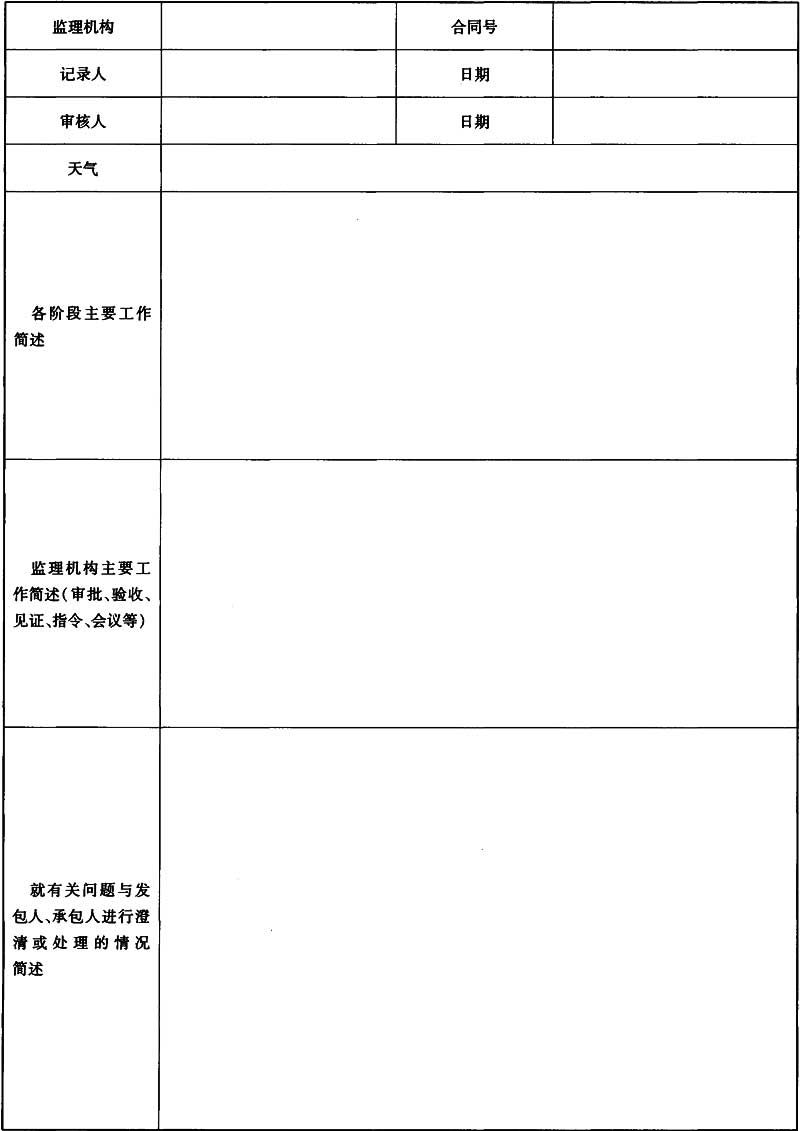 监理机构 合同号
记录人 日期
审核人 日期
天气
各阶段主要工作
简述
监理机构主要工
作简述(审批、验收、
见证、指令、会议等)
就有关问题与发
包人、承包人进行澄
清或处理的情况
简述